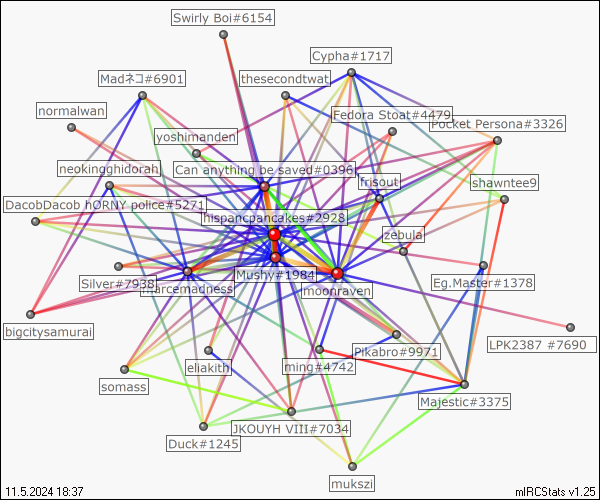 Swirly Boi#6154
Cypha#1717
Madネコ#6901
thesecondtwat
normalwan
Fedora Stoat#4479
Pocket Persona#3326
yoshimanden
neokingghidorah
Can anything be saved#0396
frisout
shawntee9
DacobDacob hORNY police#5271
hispancpancakes#2928
zebula
Mushy#1984
Silver#7938
marcemadness
moonraven
Eg.Master#1378
bigcitysamurai
LPK2387 #7690
Pikabro#9971
eliakith
ming#4742
somass
Majestic#3375
JKOUYH VIII#7034
Duck#1245
mukszi
11.5.2024 18:37
mIRCStats v1.25